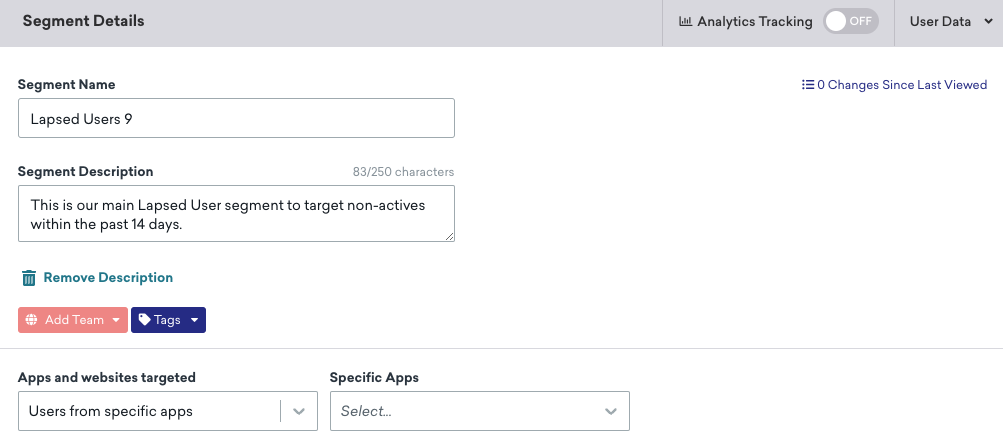 Segment Details
Analytics Tracking
OFF
User Data
Segment Name
0 Changes Since Last Viewed
Lapsed Users 9
Segment Description
83/250 characters
This is our main Lapsed User segment to target non-actives
within the past 14 days.
Remove Description
Add Team
Tags
Apps and websites targeted
Specific Apps
Users from specific apps
Select...